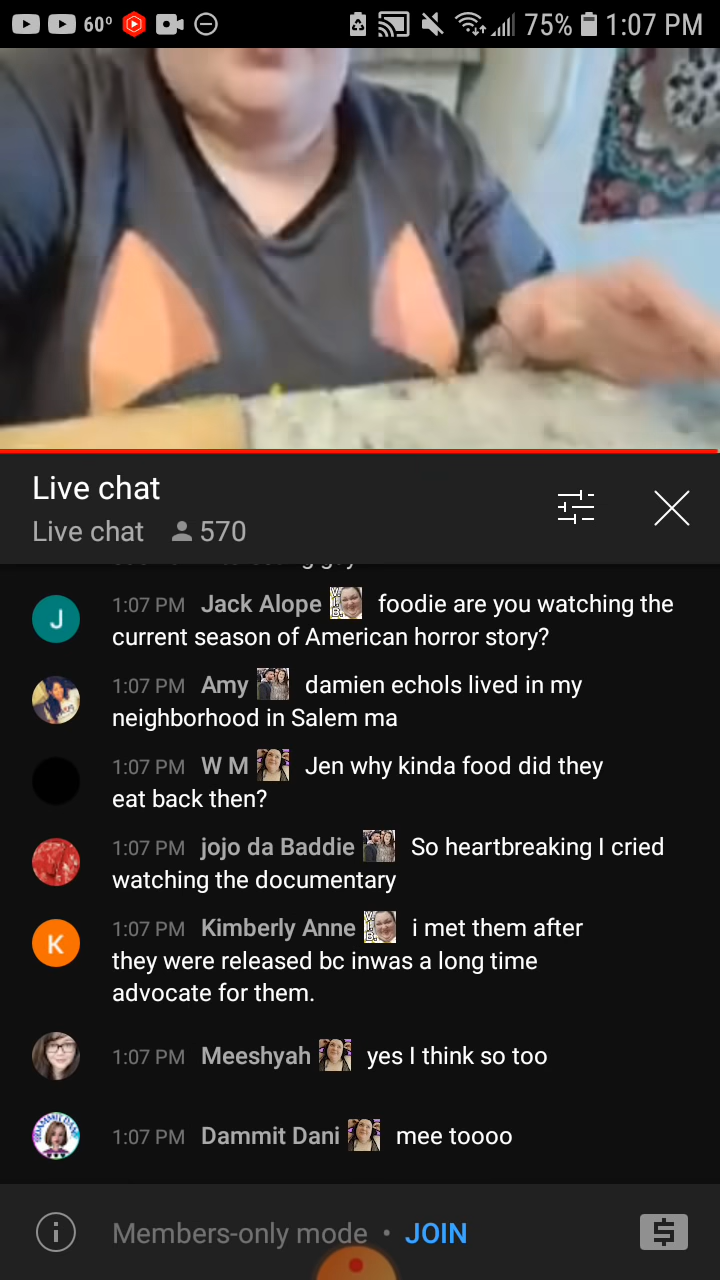 60° 75% 1:07 PM
Live chat
Live chat 570
1:07 PM Jack Alope foodie are you watching the
current season of American horror story?
1:07 PM Amy damien echols lived in my
neighborhood in Salem ma
1:07 PM W M Jen why kinda food did they
eat back then?
1:07 PM jojo da Baddie So heartbreaking I cried
watching the documentary
1:07 PM Kimberly Anne i met them after
they were released bc inwas a long time
advocate for them.
1:07 PM Meeshyah yes I think so too
1:07 PM Dammit Dani mee toooo
Members-only mode • JOIN